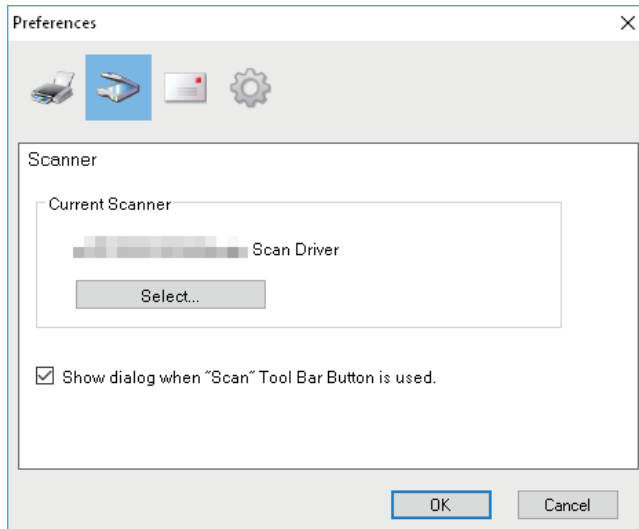 Preferences
Scanner
Current Scanner
Scan Driver
Select...
Show dialog when "Scan" Tool Bar Button is used.
OK
Cancel